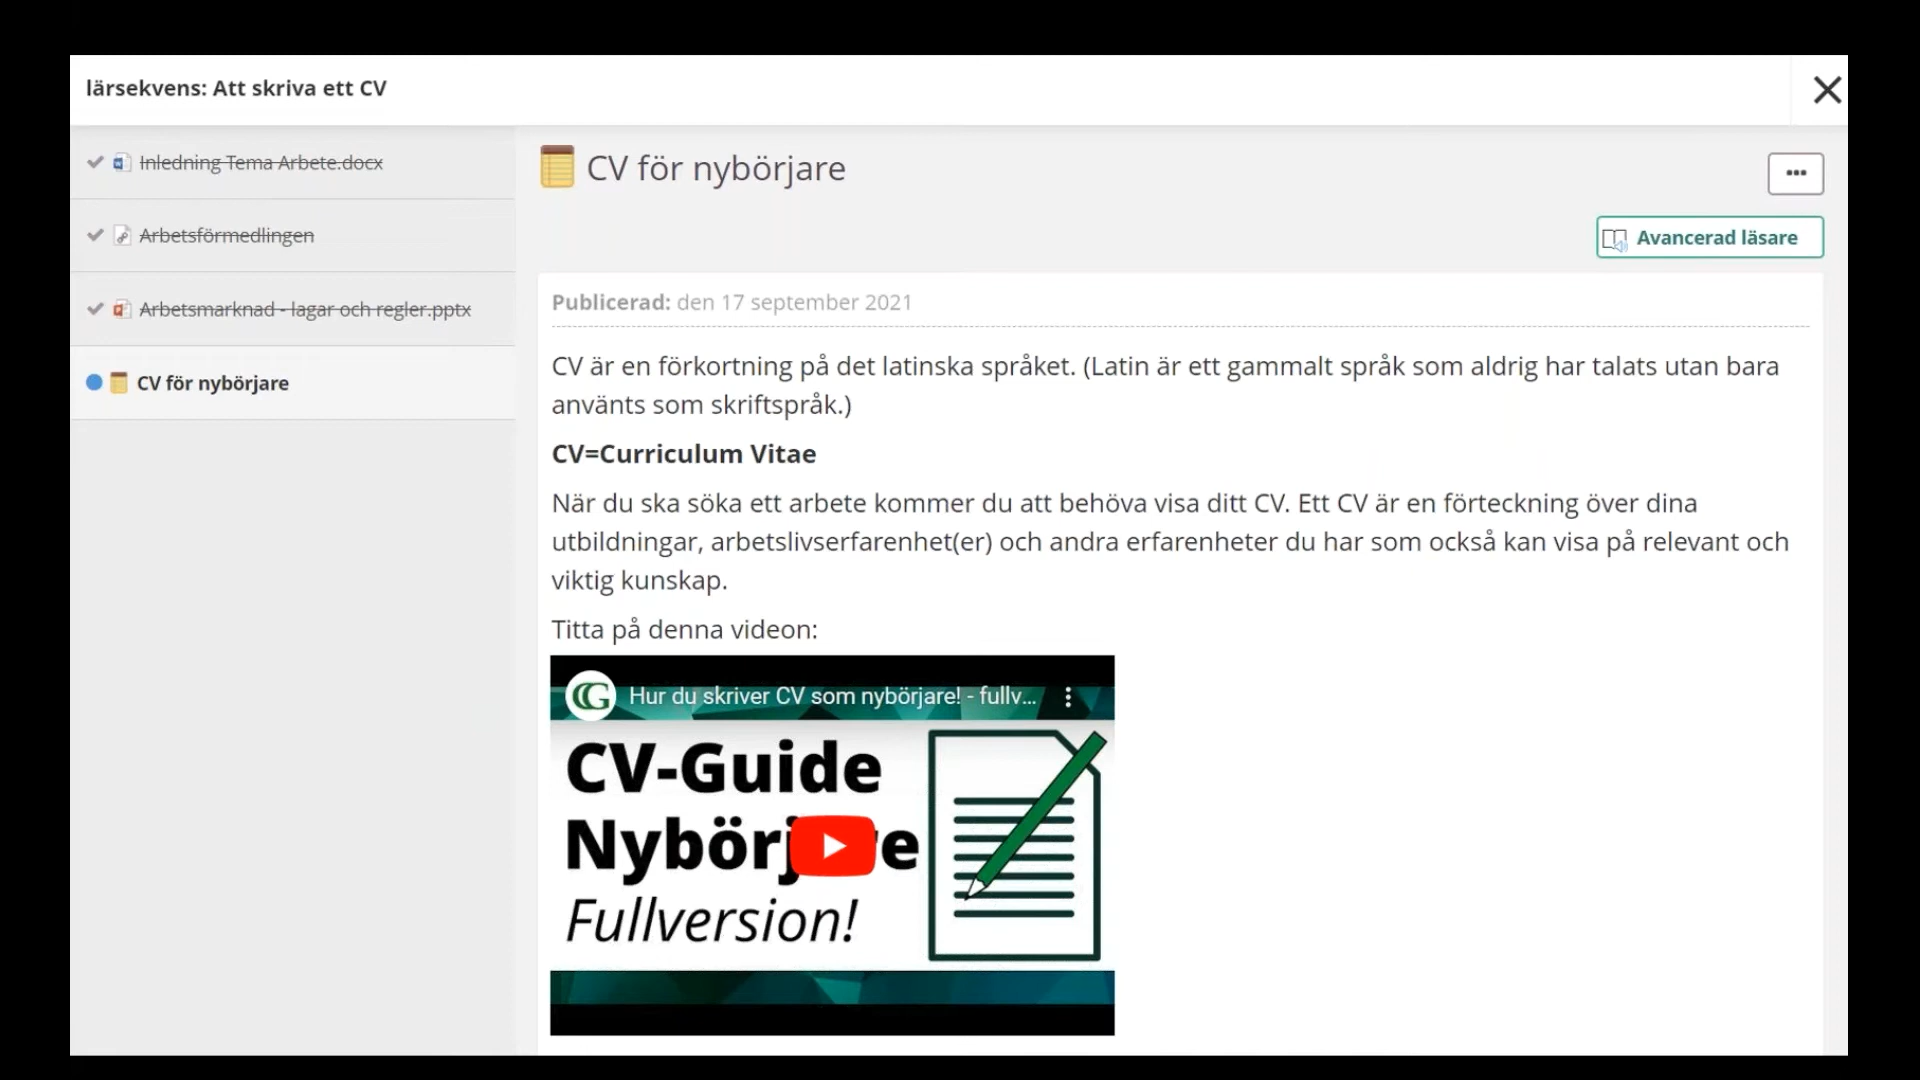 lärsekvens: Att skriva ett CV
Inledning Tema Arbete.docx
Arbetsförmedlingen
Arbetsmarknad - lagar och regler.pptx
CV för nybörjare
CV för nybörjare
Avancerad läsare
Publicerad: den 17 september 2021
CV är en förkortning på det latinska språket. (Latin är ett gammalt språk som aldrig har talats utan bara
använts som skriftspråk.)
CV=Curriculum Vitae
När du ska söka ett arbete kommer du att behöva visa ditt CV. Ett CV är en förteckning över dina
utbildningar, arbetslivserfarenhet(er) och andra erfarenheter du har som också kan visa på relevant och
viktig kunskap.
Titta på denna videon:
Hur du skriver CV som nybörjare! - fullv...
CV-Guide
Fullversion!